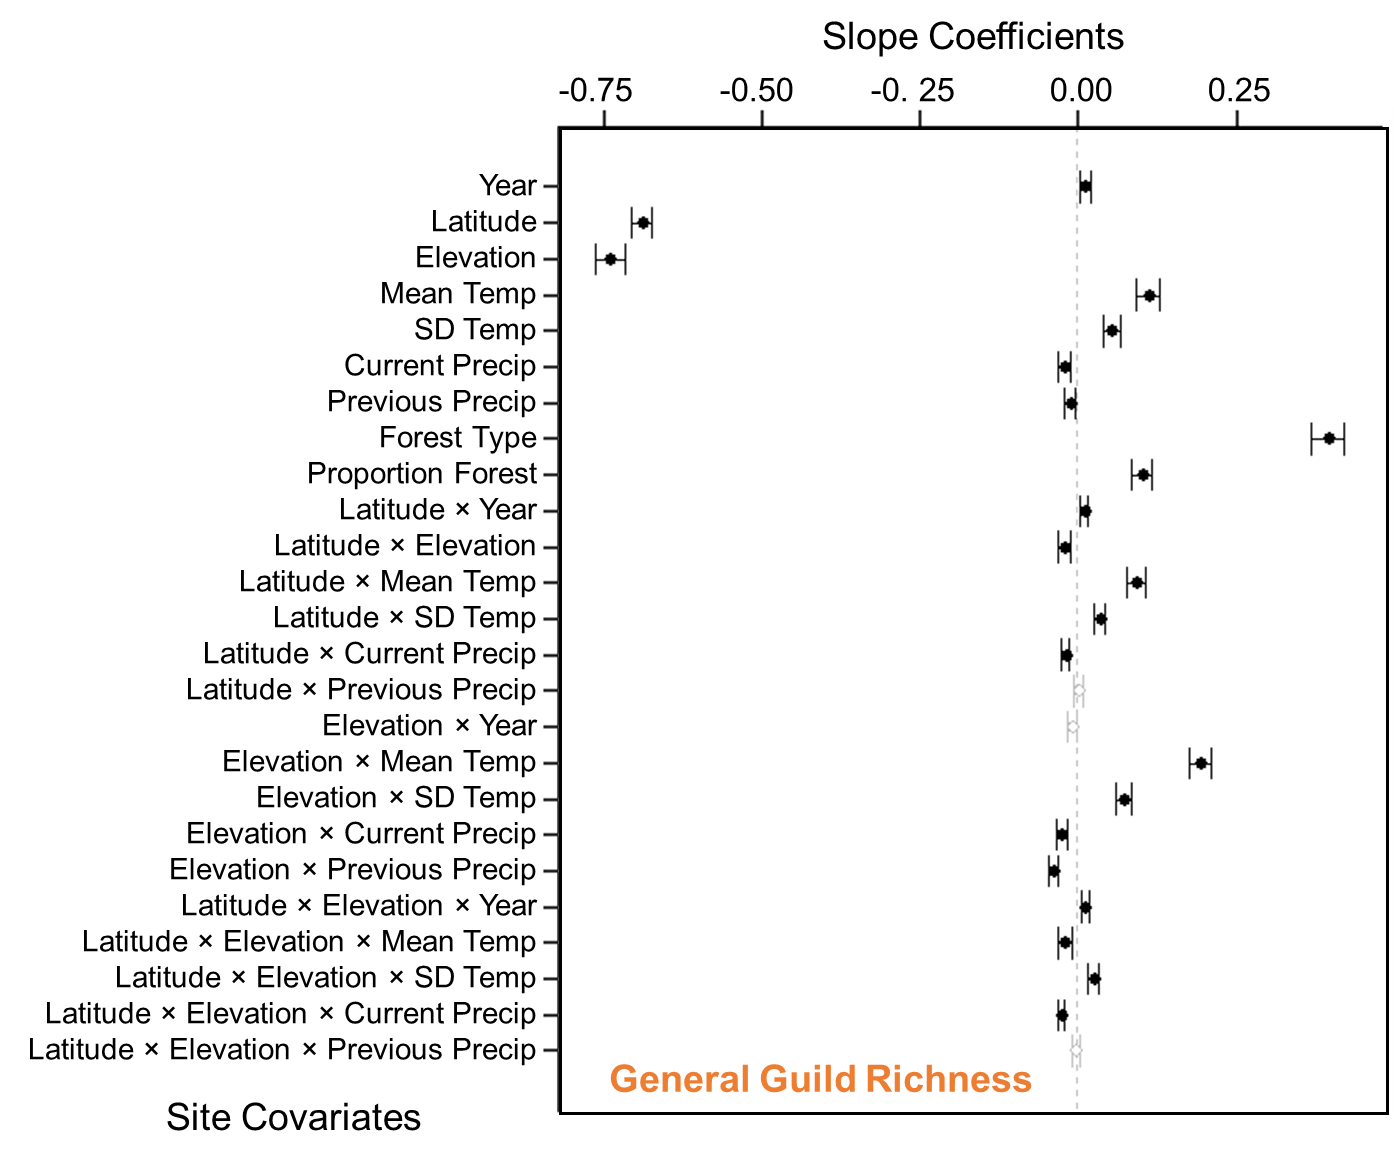 Slope Coefficients
-0.75 -0.50 -0. 25 0.00 0.25
Year
Latitude
Elevation
Mean Temp
SD Temp
Current Precip
Previous Precip
Forest Type
Proportion Forest
Latitude × Year
Latitude × Elevation
Latitude × Mean Temp
Latitude × SD Temp
Latitude × Current Precip
Latitude × Previous Precip
Elevation × Year
Elevation × Mean Temp
Elevation × SD Temp
Elevation × Current Precip
Elevation × Previous Precip
Latitude × Elevation × Year
Latitude × Elevation × Mean Temp
Latitude × Elevation × SD Temp
Latitude × Elevation × Current Precip
Latitude × Elevation × Previous Precip
General Guild Richness
Site Covariates